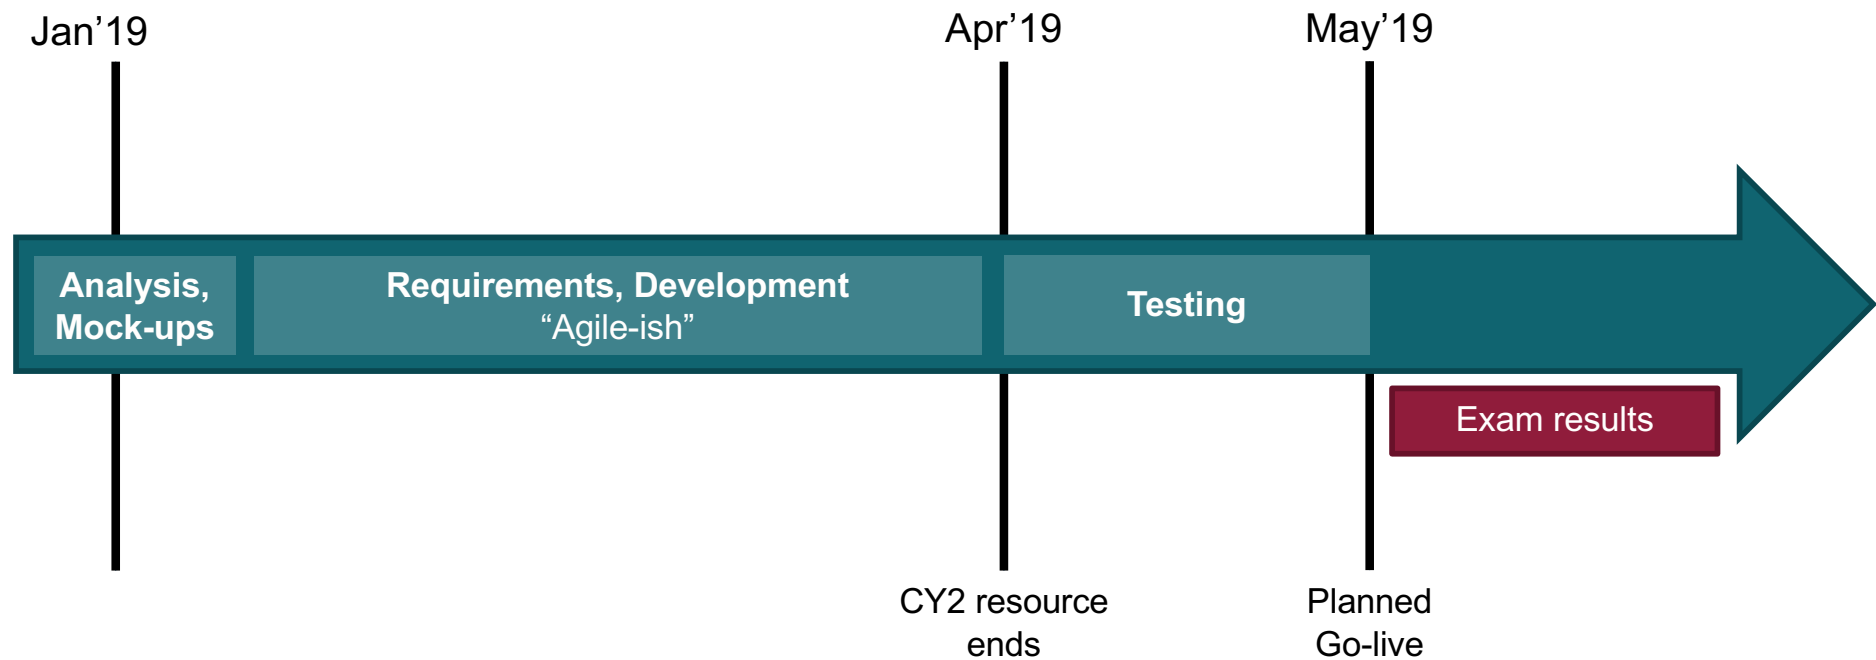 Jan’19
Apr’19
May’19
Analysis,
Mock-ups
Requirements, Development
“Agile-ish”
Testing
Exam results
CY2 resource
ends
Planned
Go-live